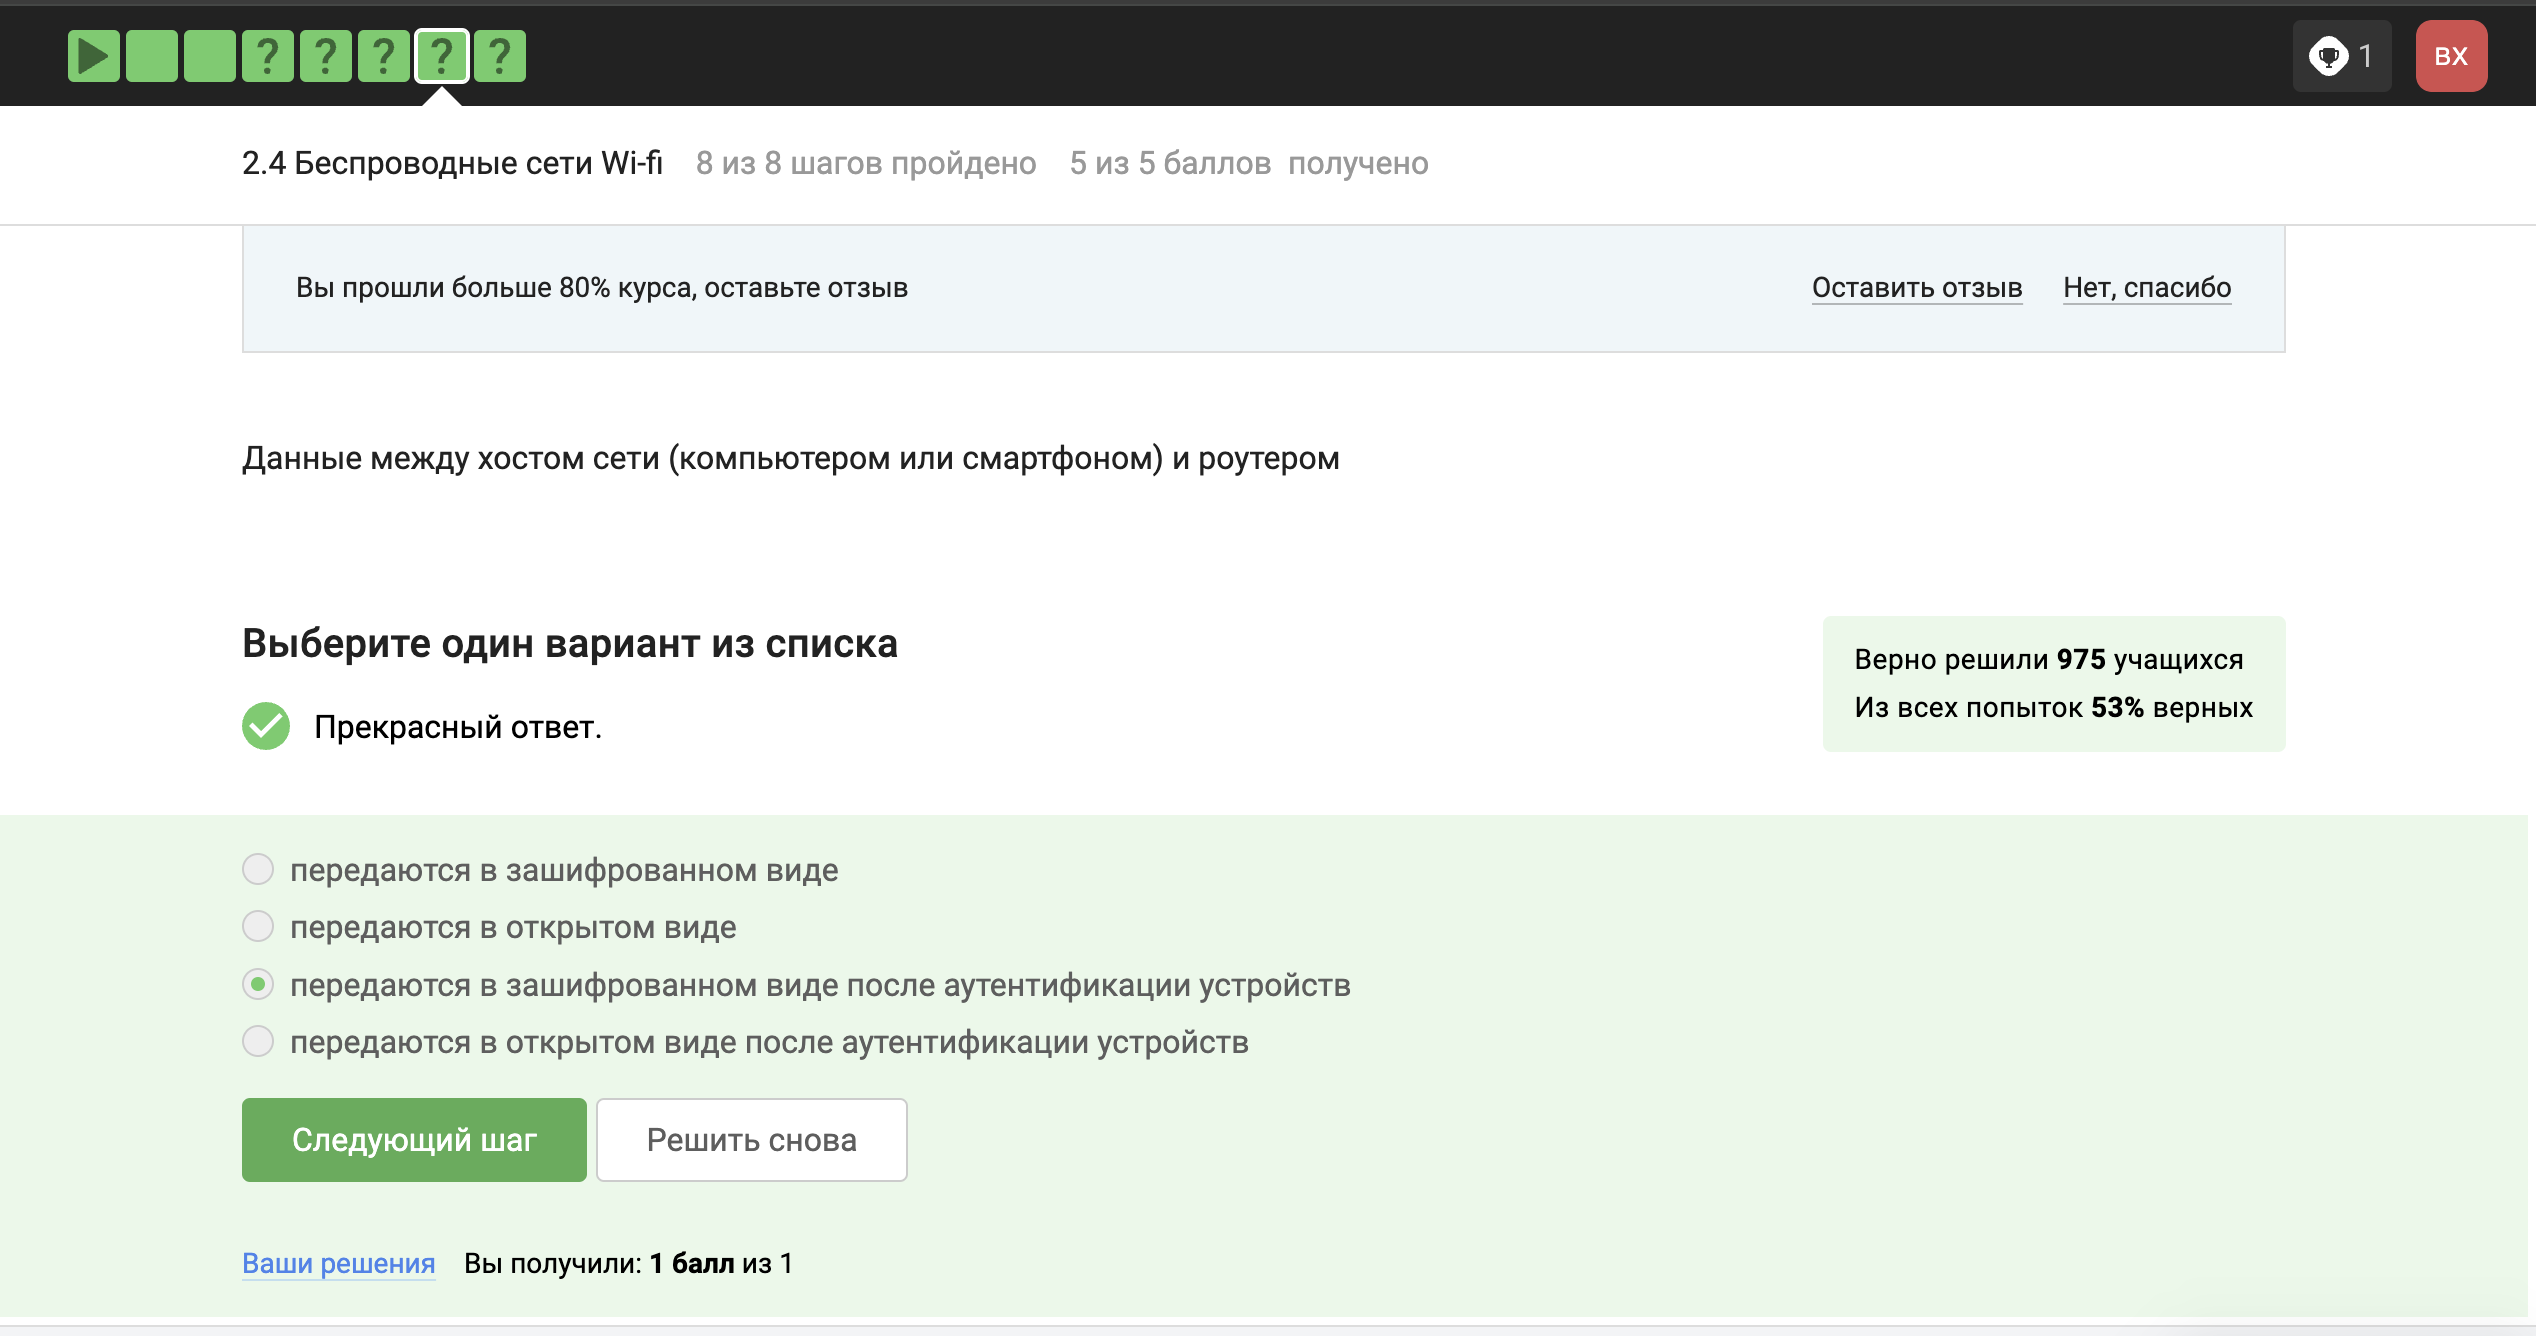 ? ? ? ? ?
1
ВХ
2.4 Беспроводные сети Wi-fi 8 из 8 шагов пройдено 5 из 5 баллов получено
Вы прошли больше 80% курса, оставьте отзыв Оставить отзыв Нет, спасибо
Данные между хостом сети (компьютером или смартфоном) и роутером
Выберите один вариант из списка
Прекрасный ответ.
Верно решили 975 учащихся
Из всех попыток 53% верных
передаются в зашифрованном виде
передаются в открытом виде
передаются в зашифрованном виде после аутентификации устройств
передаются в открытом виде после аутентификации устройств
Следующий шаг Решить снова
Ваши решения Вы получили: 1 балл из 1